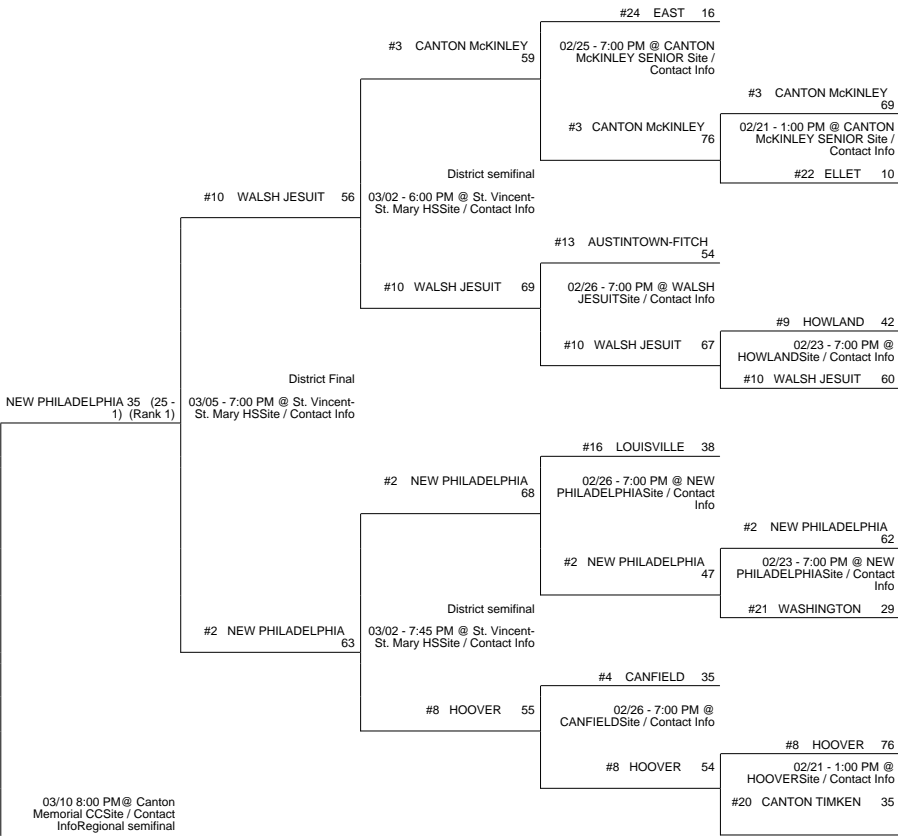 #24 EAST 16
#3 CANTON McKINLEY
59
02/25 - 7:00 PM @ CANTON
McKINLEY SENIOR Site /
Contact Info
#3 CANTON McKINLEY
69
#3 CANTON McKINLEY
76
02/21 - 1:00 PM @ CANTON
McKINLEY SENIOR Site /
Contact Info
#22 ELLET 10
District semifinal
03/02 - 6:00 PM @ St. Vincent-
St. Mary HSSite / Contact Info
#10 WALSH JESUIT 56
#13 AUSTINTOWN-FITCH
54
#10 WALSH JESUIT 69
02/26 - 7:00 PM @ WALSH
JESUITSite / Contact Info
#9 HOWLAND 42
#10 WALSH JESUIT 67
02/23 - 7:00 PM @
HOWLANDSite / Contact Info
#10 WALSH JESUIT 60
District Final
03/05 - 7:00 PM @ St. Vincent-
St. Mary HSSite / Contact Info
NEW PHILADELPHIA 35 (25 -
1) (Rank 1)
#16 LOUISVILLE 38
#2 NEW PHILADELPHIA
68
02/26 - 7:00 PM @ NEW
PHILADELPHIASite / Contact
Info
#2 NEW PHILADELPHIA
62
#2 NEW PHILADELPHIA
47
02/23 - 7:00 PM @ NEW
PHILADELPHIASite / Contact
Info
#21 WASHINGTON 29
District semifinal
03/02 - 7:45 PM @ St. Vincent-
St. Mary HSSite / Contact Info
#2 NEW PHILADELPHIA
63
#4 CANFIELD 35
#8 HOOVER 55
02/26 - 7:00 PM @
CANFIELDSite / Contact Info
#8 HOOVER 76
#8 HOOVER 54
02/21 - 1:00 PM @
HOOVERSite / Contact Info
#20 CANTON TIMKEN 35
03/10 8:00 PM@ Canton
Memorial CCSite / Contact
InfoRegional semifinal